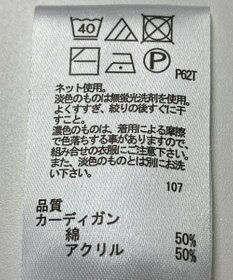 40
P
P62T
ネット使用。
淡色のものは無蛍光洗剤を使用。
よくすすぎ、絞りの後すぐに干
すこと。
濃色のものは、着用による摩擦
で色落ちする事がありますので、
組み合せの衣服にご注意下さい。
また、淡色のものとは別にお洗
い下さい。
107
品質
カーディガン
綿 50%
アクリル 50%